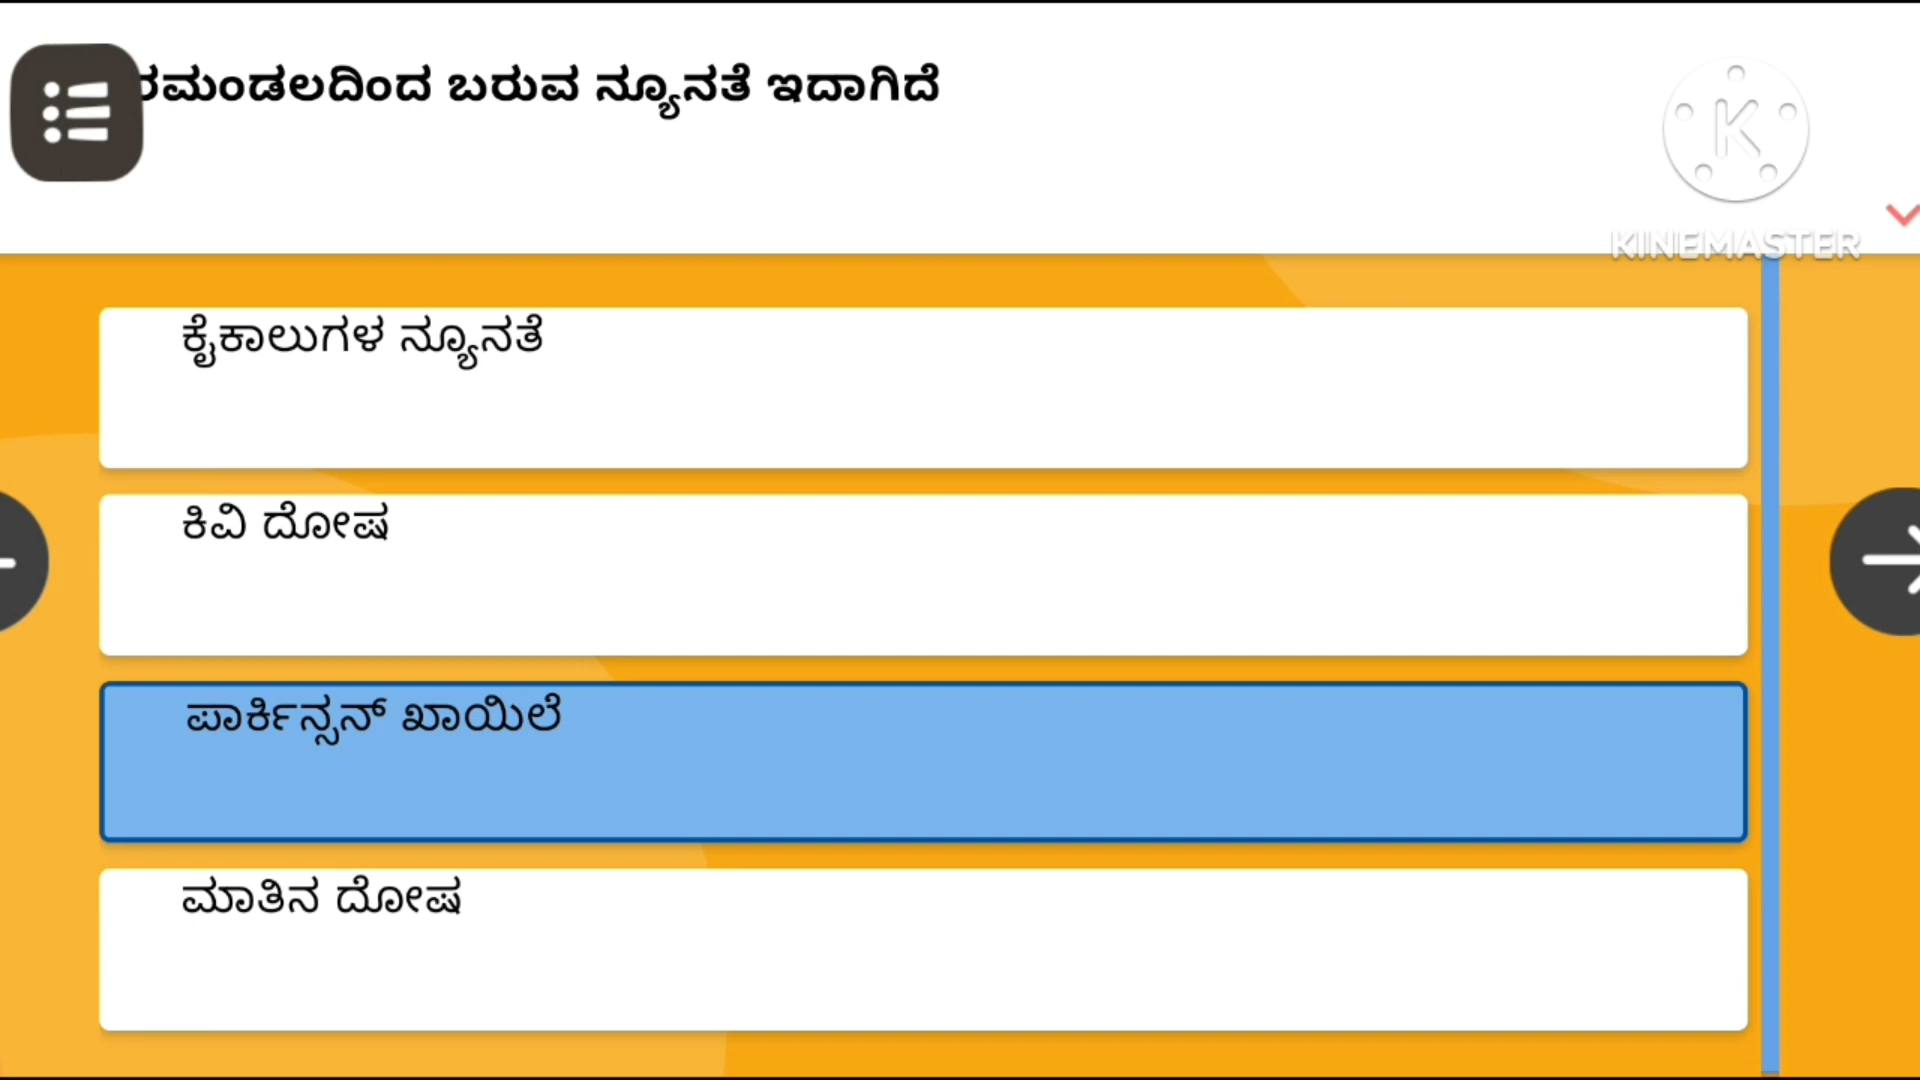 ರಮಂಡಲದಿಂದ ಬರುವ ನ್ಯೂನತೆ ಇದಾಗಿದೆ
KINEMASTER
ಕೈಕಾಲುಗಳ ನ್ಯೂನತೆ
ಕಿವಿ ದೋಷ
ಪಾರ್ಕಿನ್ಸನ್ ಖಾಯಿಲೆ
ಮಾತಿನ ದೋಷ